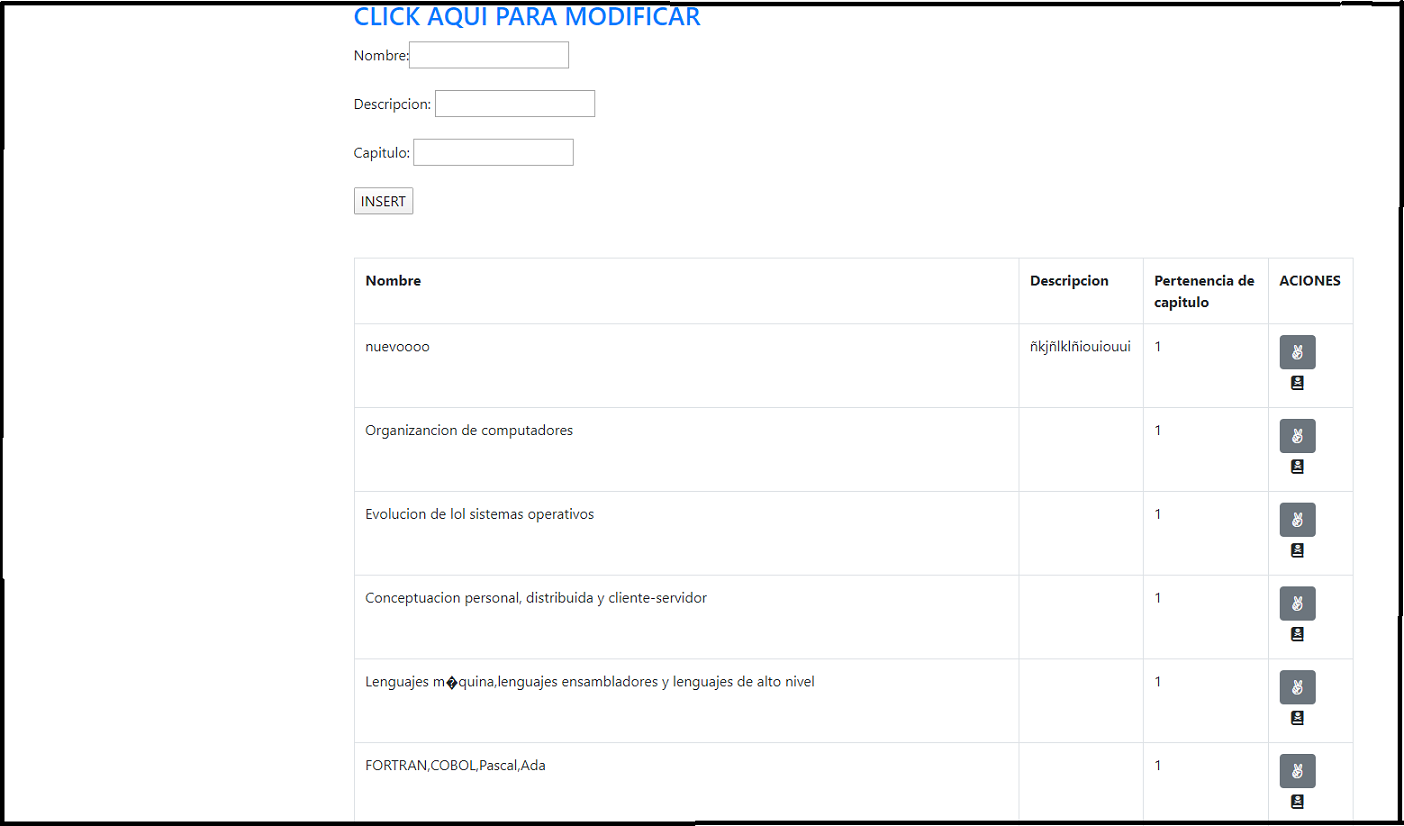 CLICK AQUI PARA MODIFICAR
Nombre:
Descripcion:
Capitulo:
INSERT
Nombre Descripcion Pertenencia de capitulo ACIONES
nuevoooo ñkjñlklñiouiouui 1
Organizancion de computadores 1
Evolucion de lol sistemas operativos 1
Conceptuacion personal, distribuida y cliente-servidor 1
Lenguajes m�quina,lenguajes ensambladores y lenguajes de alto nivel 1
FORTRAN,COBOL,Pascal,Ada 1